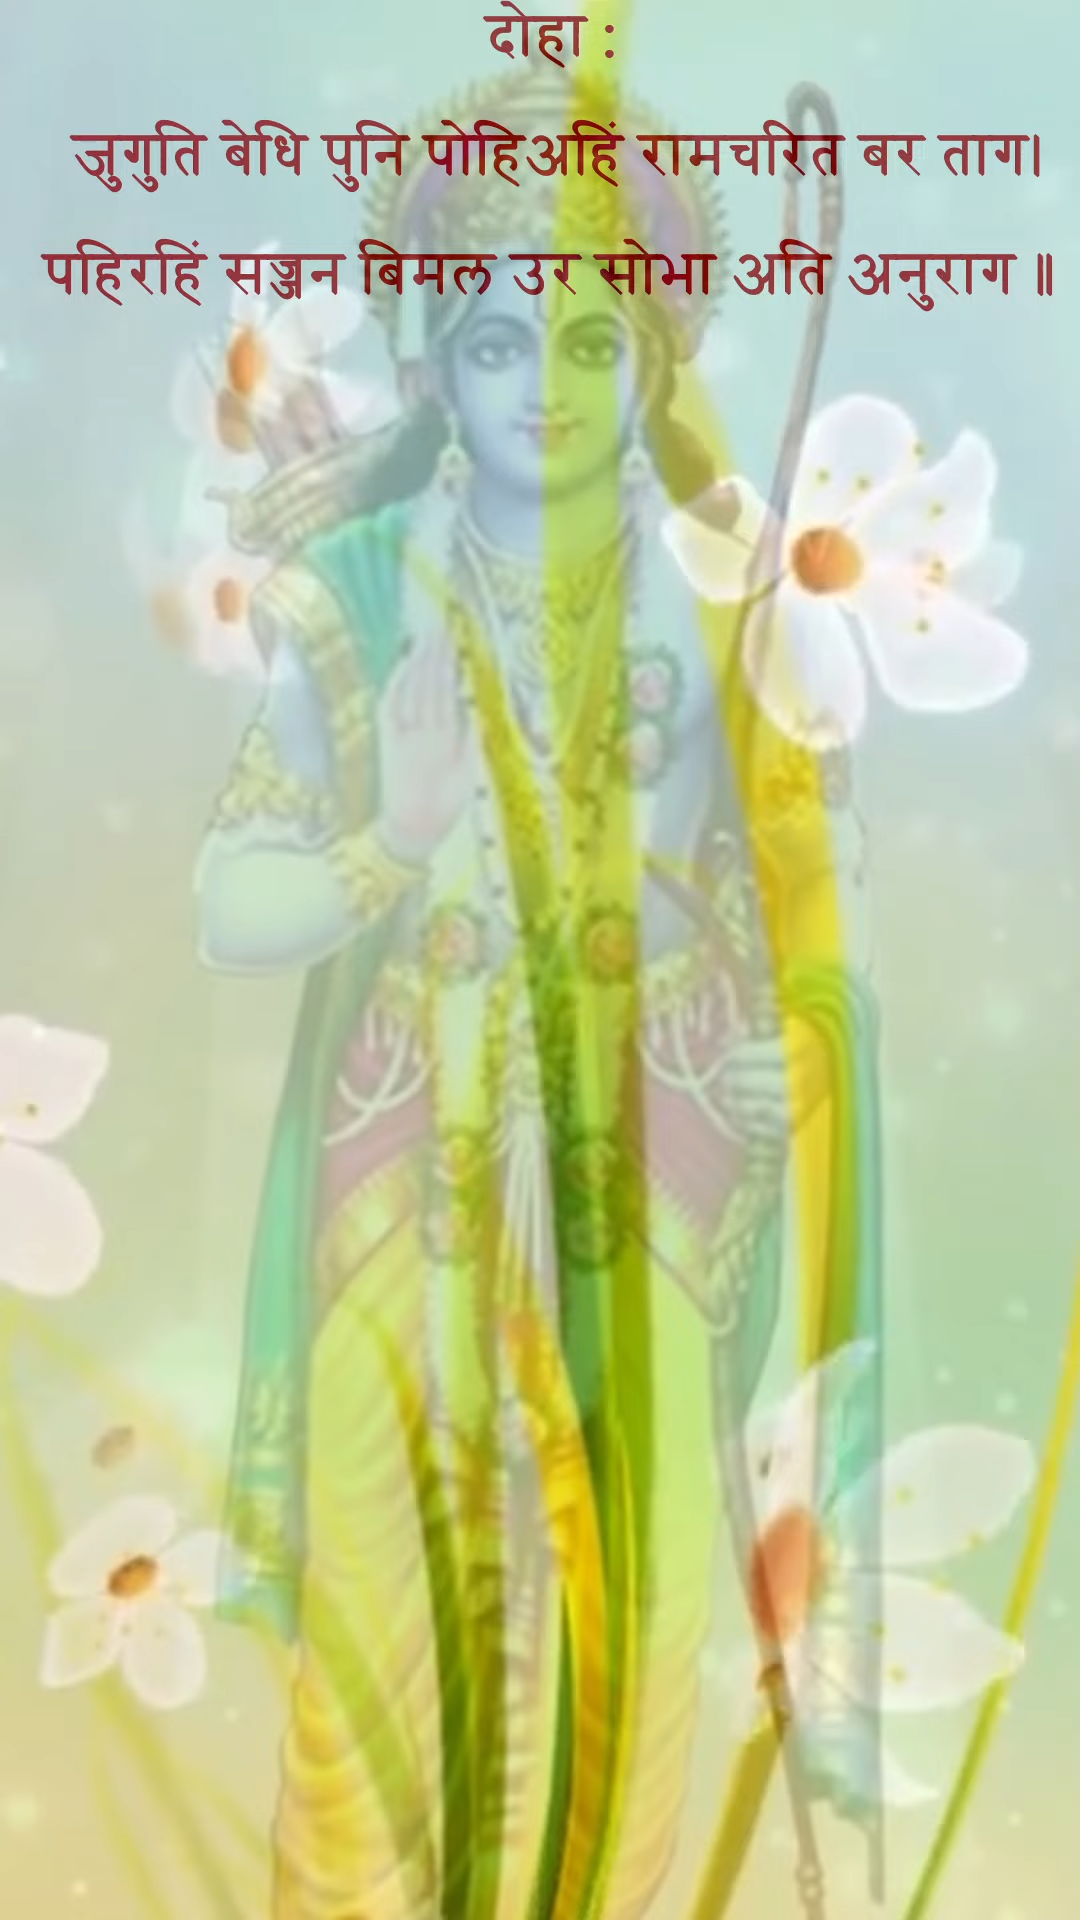 दोहा :
जुगुति बेधि पुनि पोहिअहिं रामचरित बर ताग।
पहिरहिं सज्जन बिमल उर सोभा अति अनुराग ॥